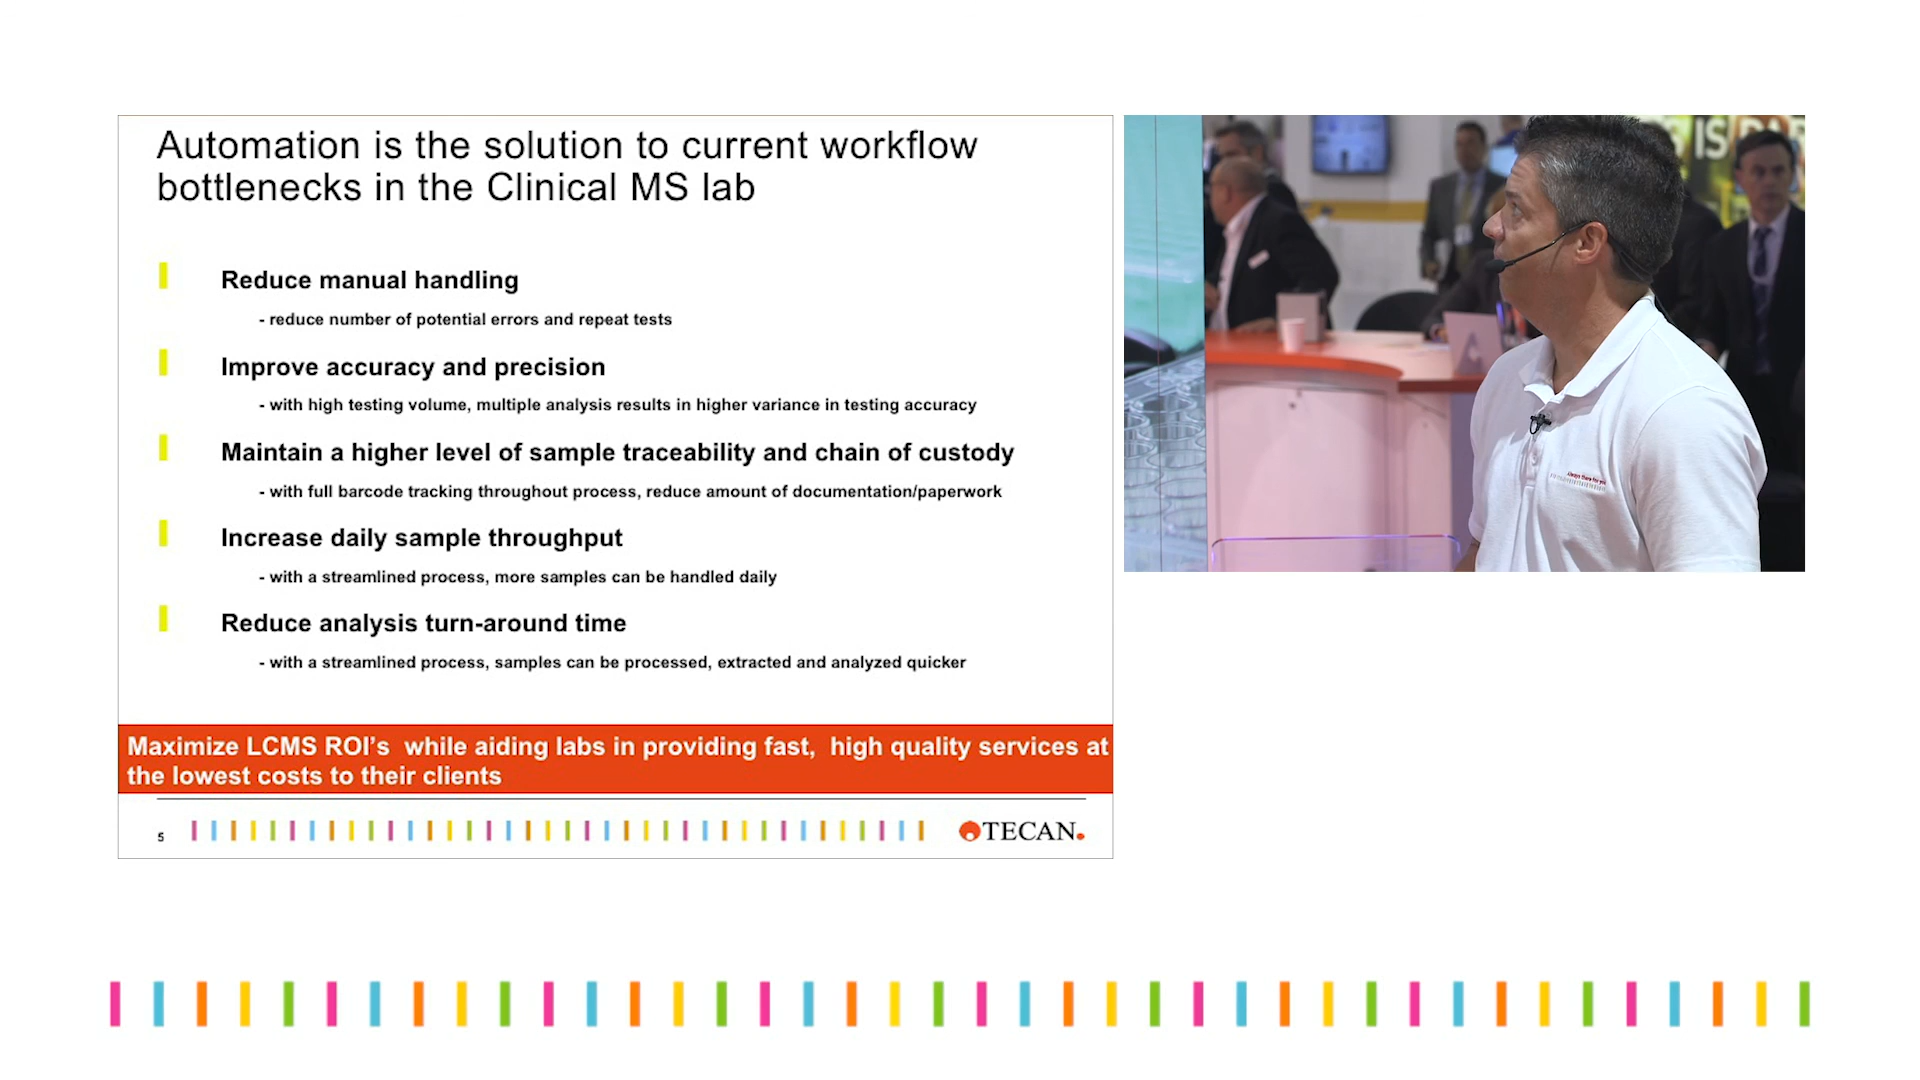 Automation is the solution to current workflow
bottlenecks in the Clinical MS lab
Reduce manual handling
- reduce number of potential errors and repeat tests
Improve accuracy and precision
- with high testing volume, multiple analysis results in higher variance in testing accuracy
Maintain a higher level of sample traceability and chain of custody
- with full barcode tracking throughout process, reduce amount of documentation/paperwork
Increase daily sample throughput
- with a streamlined process, more samples can be handled daily
Reduce analysis turn-around time
- with a streamlined process, samples can be processed, extracted and analyzed quicker
Maximize LCMS ROI's  while aiding labs in providing fast,  high quality services at
the lowest costs to their clients
5
TECAN.
IS
Always there for you